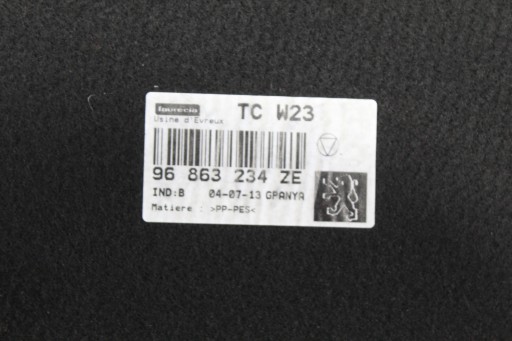 faurecia TC W23
Usine d'Evreux
96 863 234 ZE
IND:B 04-07-13 GPANYA
Matiere : >PP-PES<